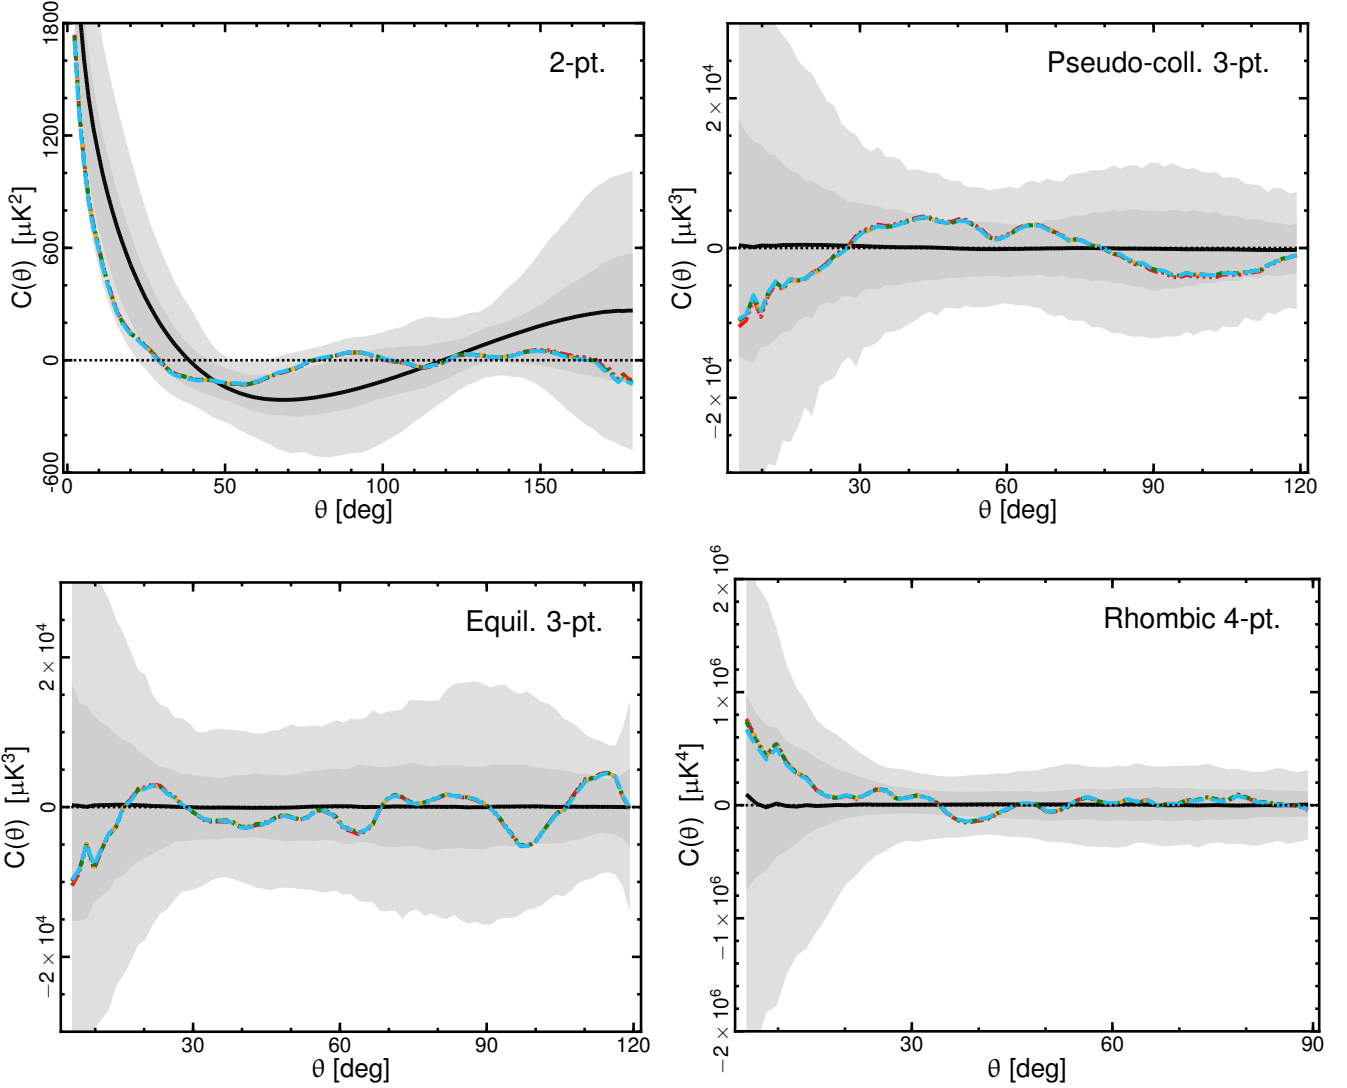 2-pt.
C(θ) [μK²]
1800
1200
600
0
-600
0
50
100
150
θ [deg]
Pseudo-coll. 3-pt.
C(θ) [μK³]
2 × 10⁴
0
−2 × 10⁴
30
60
90
120
θ [deg]
Equil. 3-pt.
C(θ) [μK³]
2 × 10⁴
0
−2 × 10⁴
30
60
90
120
θ [deg]
Rhombic 4-pt.
C(θ) [μK⁴]
2 × 10⁶
1 × 10⁶
0
−1 × 10⁶
−2 × 10⁶
30
60
90
θ [deg]